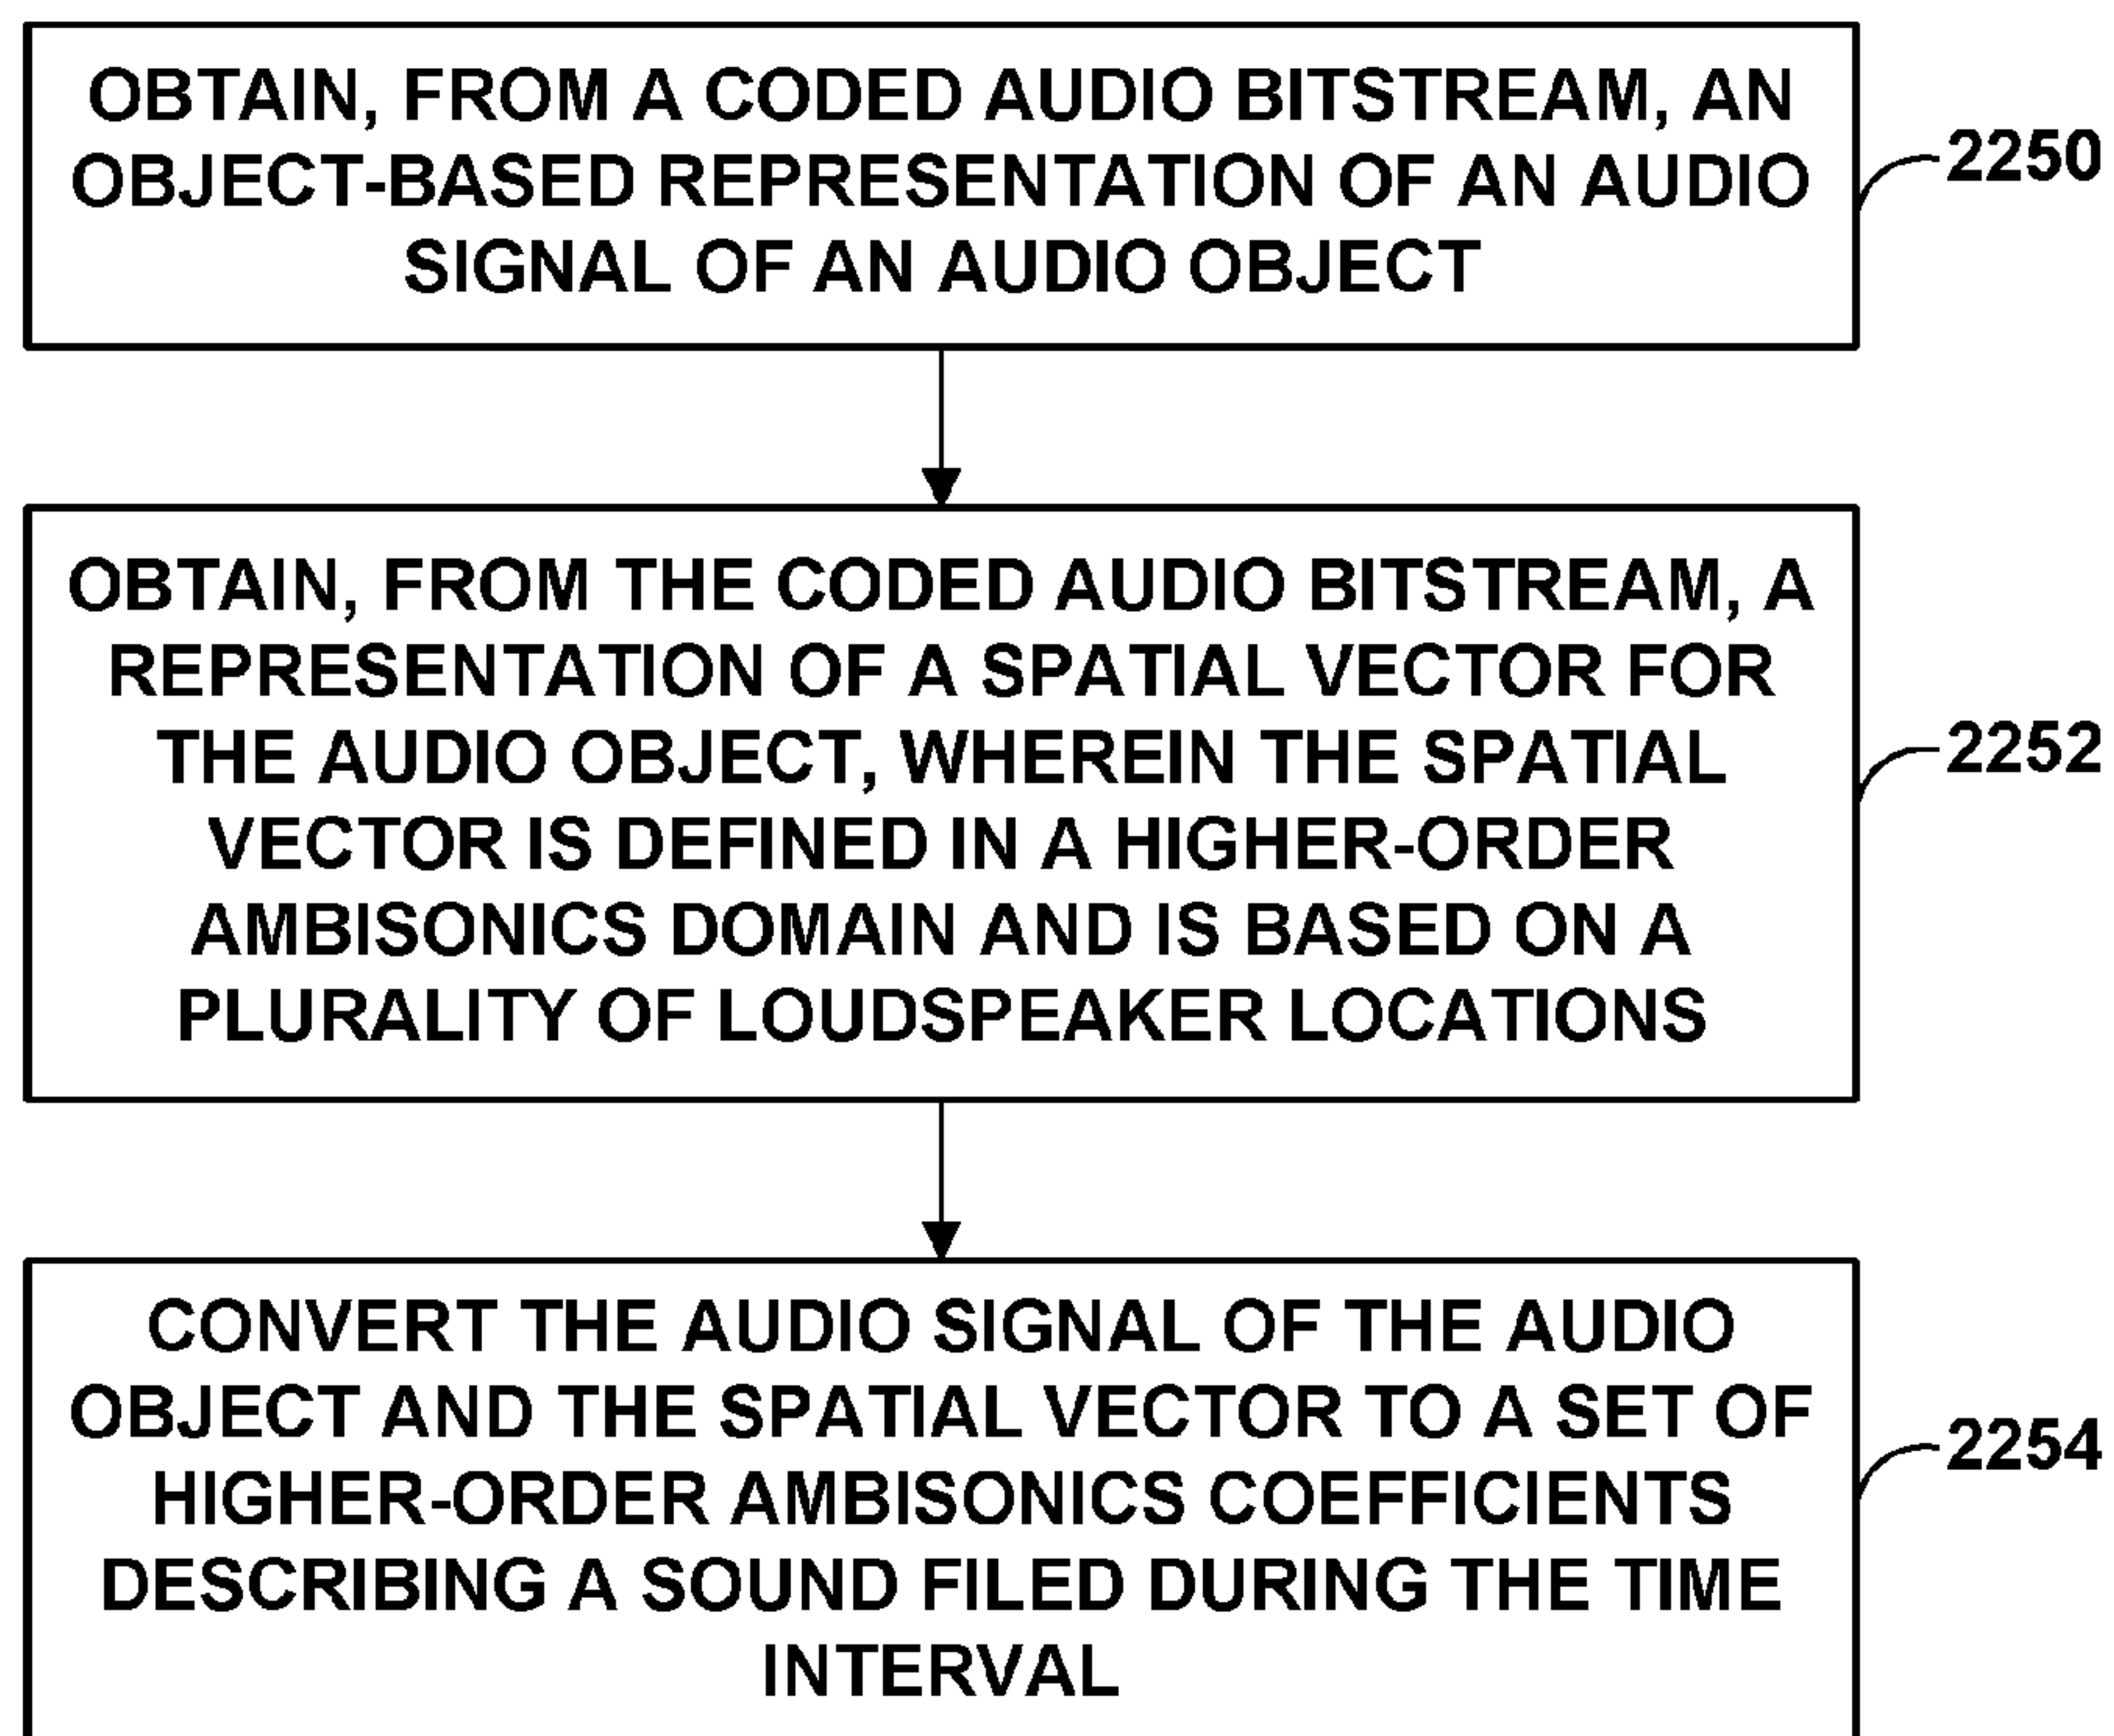 OBTAIN, FROM A CODED AUDIO BITSTREAM, AN
OBJECT-BASED REPRESENTATION OF AN AUDIO
SIGNAL OF AN AUDIO OBJECT
2250
OBTAIN, FROM THE CODED AUDIO BITSTREAM, A
REPRESENTATION OF A SPATIAL VECTOR FOR
THE AUDIO OBJECT, WHEREIN THE SPATIAL
VECTOR IS DEFINED IN A HIGHER-ORDER
AMBISONICS DOMAIN AND IS BASED ON A
PLURALITY OF LOUDSPEAKER LOCATIONS
2252
CONVERT THE AUDIO SIGNAL OF THE AUDIO
OBJECT AND THE SPATIAL VECTOR TO A SET OF
HIGHER-ORDER AMBISONICS COEFFICIENTS
DESCRIBING A SOUND FILED DURING THE TIME
INTERVAL
2254